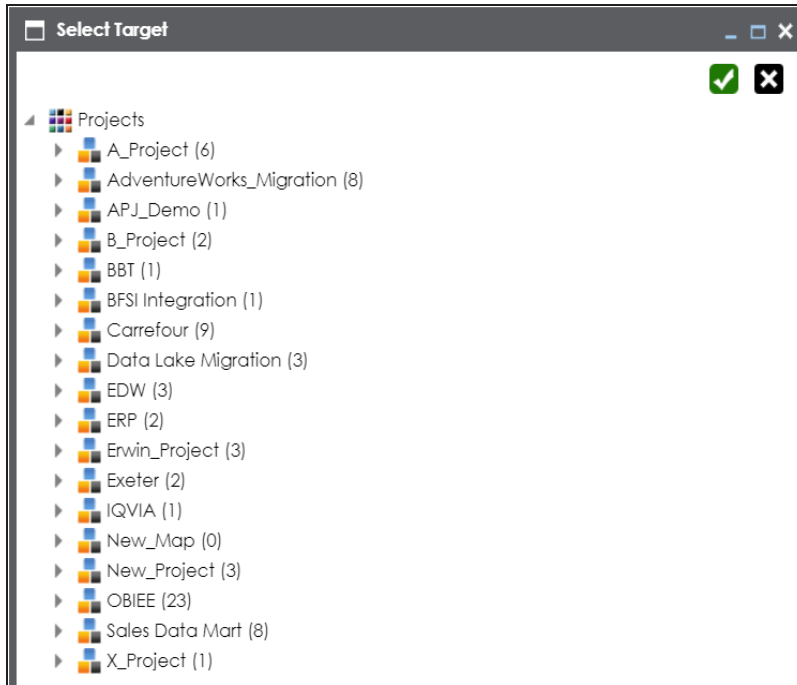 Select Target
Projects
A_Project (6)
AdventureWorks_Migration (8)
APJ_Demo (1)
B_Project (2)
BBT (1)
BFSI Integration (1)
Carrefour (9)
Data Lake Migration (3)
EDW (3)
ERP (2)
Erwin_Project (3)
Exeter (2)
IQVIA (1)
New_Map (0)
New_Project (3)
OBIEE (23)
Sales Data Mart (8)
X_Project (1)